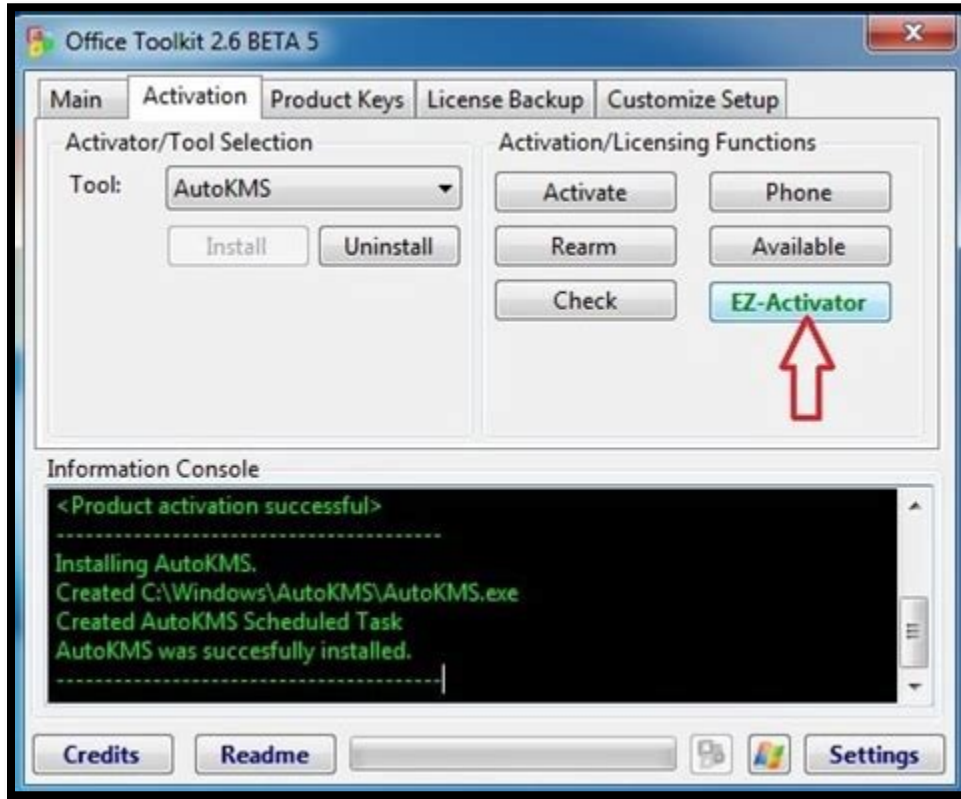 Office Toolkit 2.6 BETA 5
Main Activation Product Keys License Backup Customize Setup
Activator/Tool Selection
Tool: AutoKMS
Install Uninstall
Activation/Licensing Functions
Activate Phone
Rearm Available
Check EZ-Activator
Information Console
<Product activation successful>
----------------------------------------
Installing AutoKMS.
Created C:\Windows\AutoKMS\AutoKMS.exe
Created AutoKMS Scheduled Task
AutoKMS was succesfully installed.
----------------------------------------
Credits Readme Settings